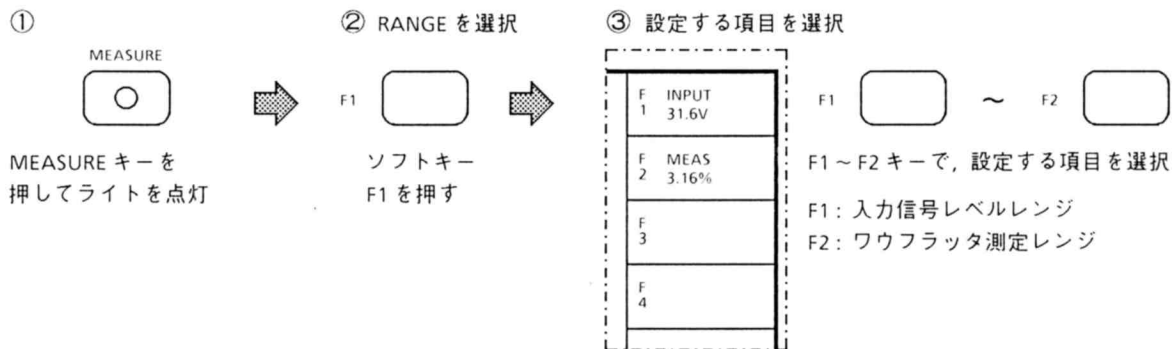 ①
MEASURE
MEASURE キーを
押してライトを点灯
② RANGE を選択
F1
ソフトキー
F1 を押す
③ 設定する項目を選択
F1 INPUT
31.6V
F2 MEAS
3.16%
F3
F4
F1 ~ F2
F1~F2 キーで, 設定する項目を選択
F1: 入力信号レベルレンジ
F2: ワウフラッタ測定レンジ